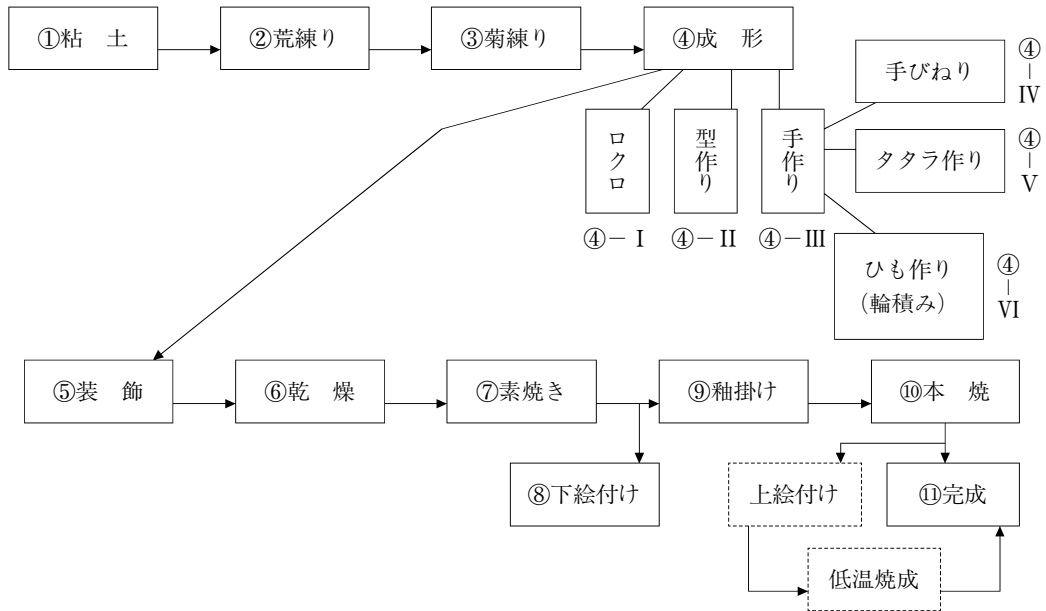 ①粘　土
②荒練り
③菊練り
④成　形
手びねり
④－Ⅳ
ロクロ
型作り
手作り
タタラ作り
④－Ⅴ
④－Ⅰ
④－Ⅱ
④－Ⅲ
ひも作り
（輪積み）
④－Ⅵ
⑤装　飾
⑥乾　燥
⑦素焼き
⑨釉掛け
⑩本　焼
⑧下絵付け
上絵付け
⑪完成
低温焼成